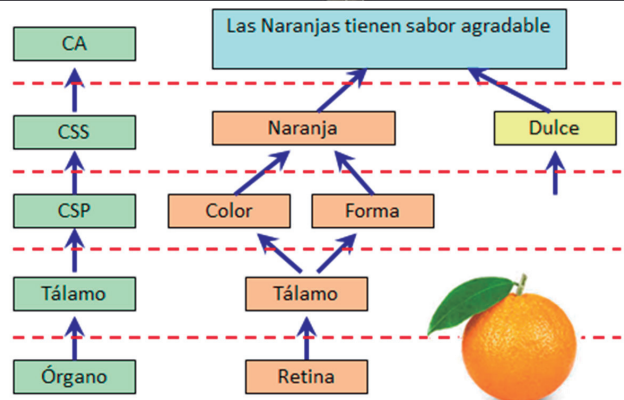 CA
Las Naranjas tienen sabor agradable
CSS
Naranja
Dulce
CSP
Color
Forma
Tálamo
Tálamo
Órgano
Retina